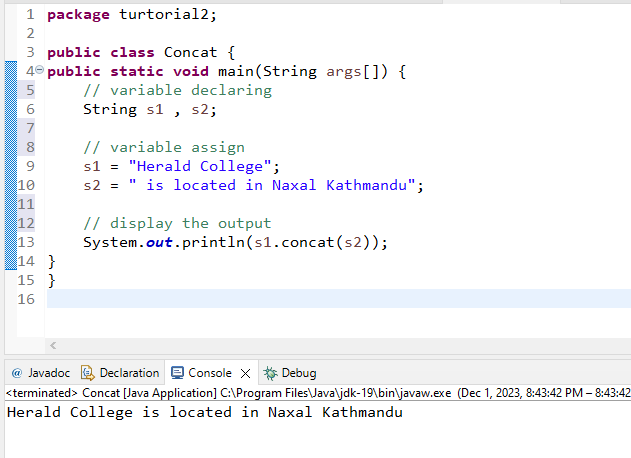 1 package turtorial2;
2
3 public class Concat {
4 public static void main(String args[]) {
5     // variable declaring
6     String s1 , s2;
7
8     // variable assign
9     s1 = "Herald College";
10     s2 = " is located in Naxal Kathmandu";
11
12     // display the output
13     System.out.println(s1.concat(s2));
14 }
15 }
16
@ Javadoc Declaration Console Debug
<terminated> Concat [Java Application] C:\Program Files\Java\jdk-19\bin\javaw.exe (Dec 1, 2023, 8:43:42 PM – 8:43:42
Herald College is located in Naxal Kathmandu